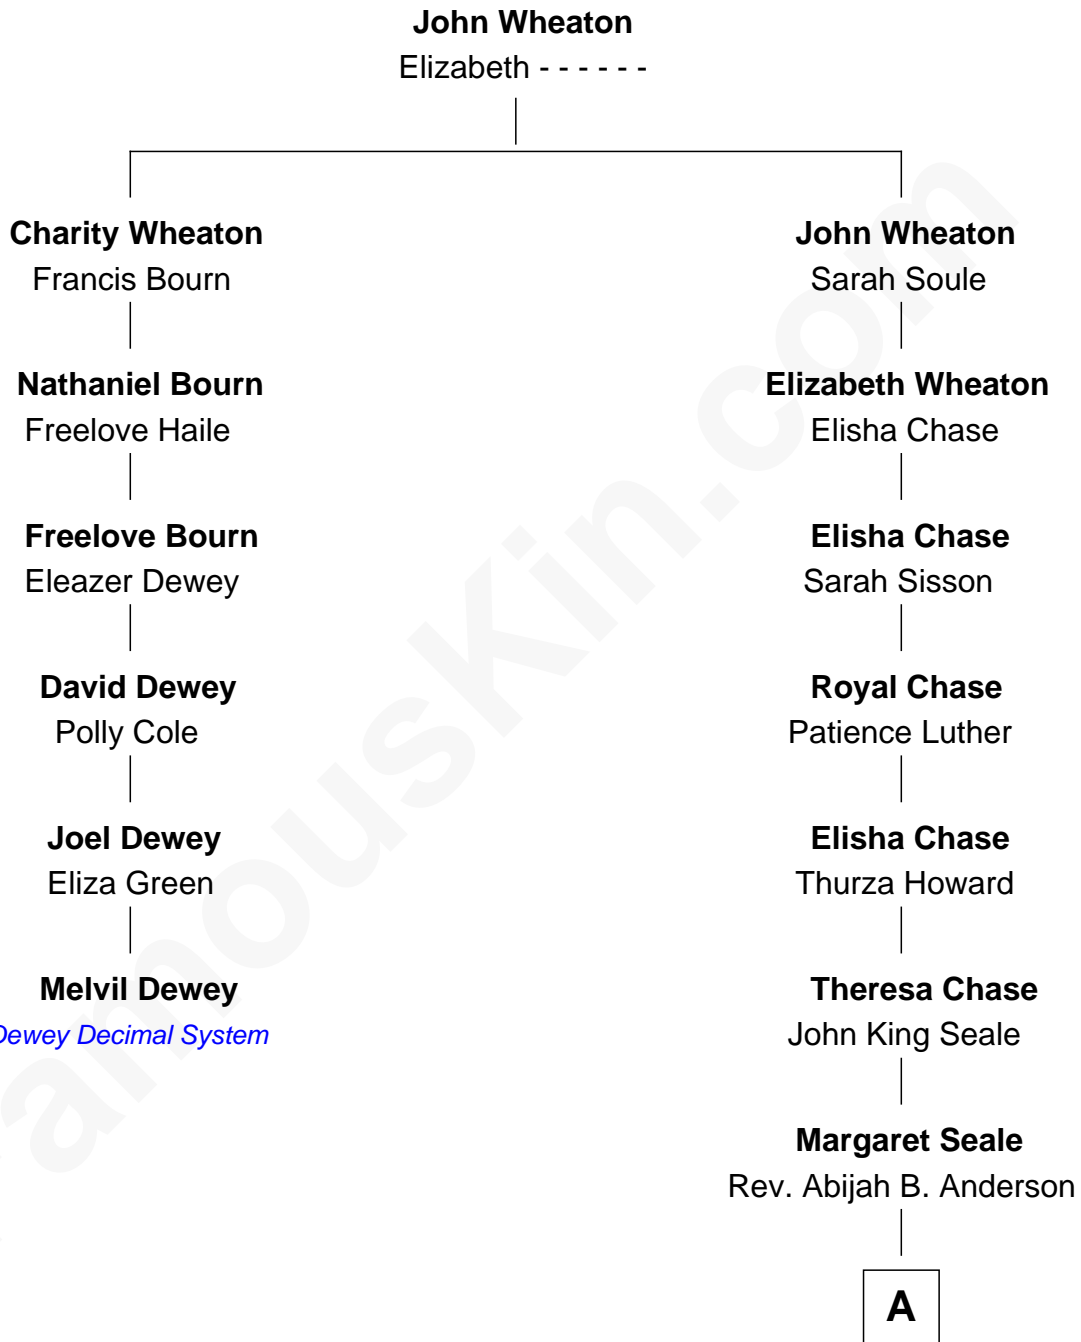 John Wheaton
Elizabeth - - - - - -
Charity Wheaton
Francis Bourn
John Wheaton
Sarah Soule
Nathaniel Bourn
Freelove Haile
Elizabeth Wheaton
Elisha Chase
Freelove Bourn
Eleazer Dewey
Elisha Chase
Sarah Sisson
David Dewey
Polly Cole
Royal Chase
Patience Luther
Joel Dewey
Eliza Green
Elisha Chase
Thurza Howard
Melvil Dewey
Dewey Decimal System
Theresa Chase
John King Seale
Margaret Seale
Rev. Abijah B. Anderson
A
amousKin.com